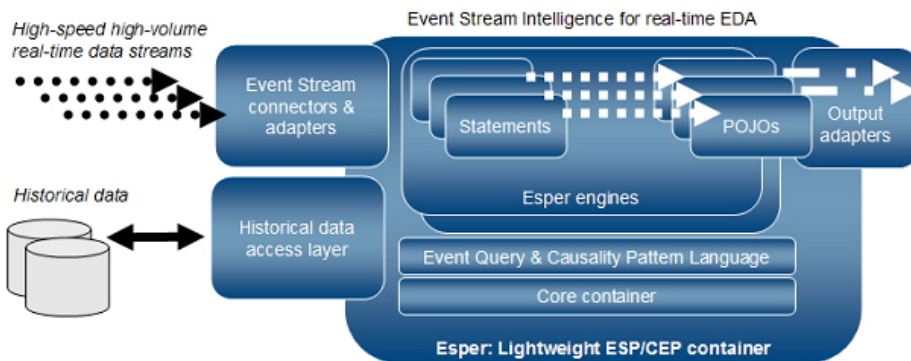 Event Stream Intelligence for real-time EDA
High-speed high-volume
real-time data streams
Event Stream
connectors &
adapters
Statements
POJOs
Output
adapters
Esper engines
Historical data
Historical data
access layer
Event Query & Causality Pattern Language
Core container
Esper: Lightweight ESP/CEP container